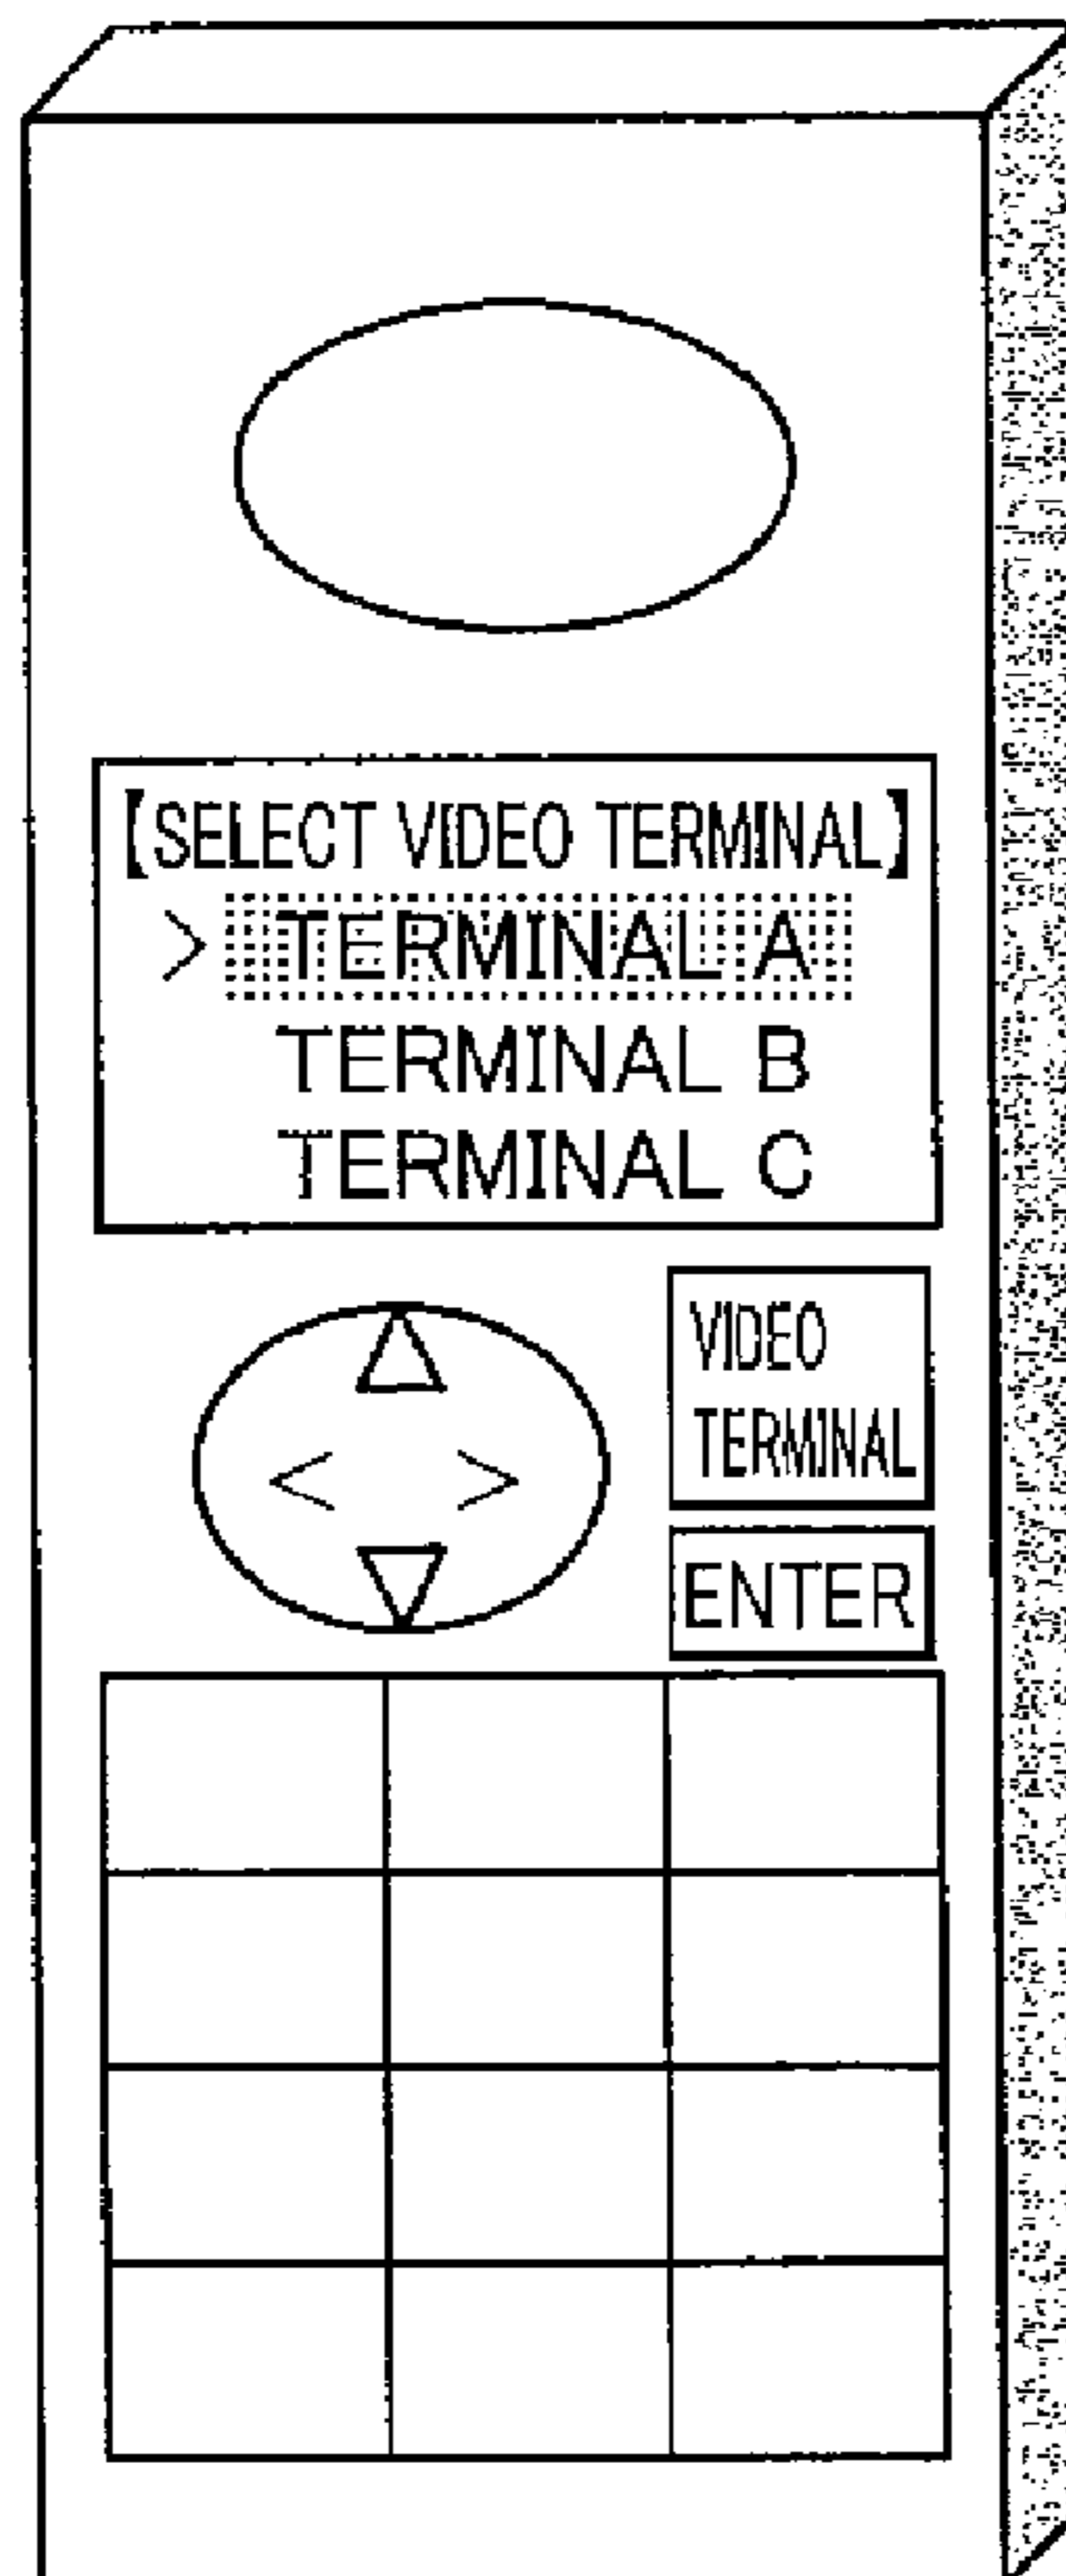 【SELECT VIDEO TERMINAL】
> TERMINAL A
TERMINAL B
TERMINAL C
VIDEO
TERMINAL
< >
ENTER